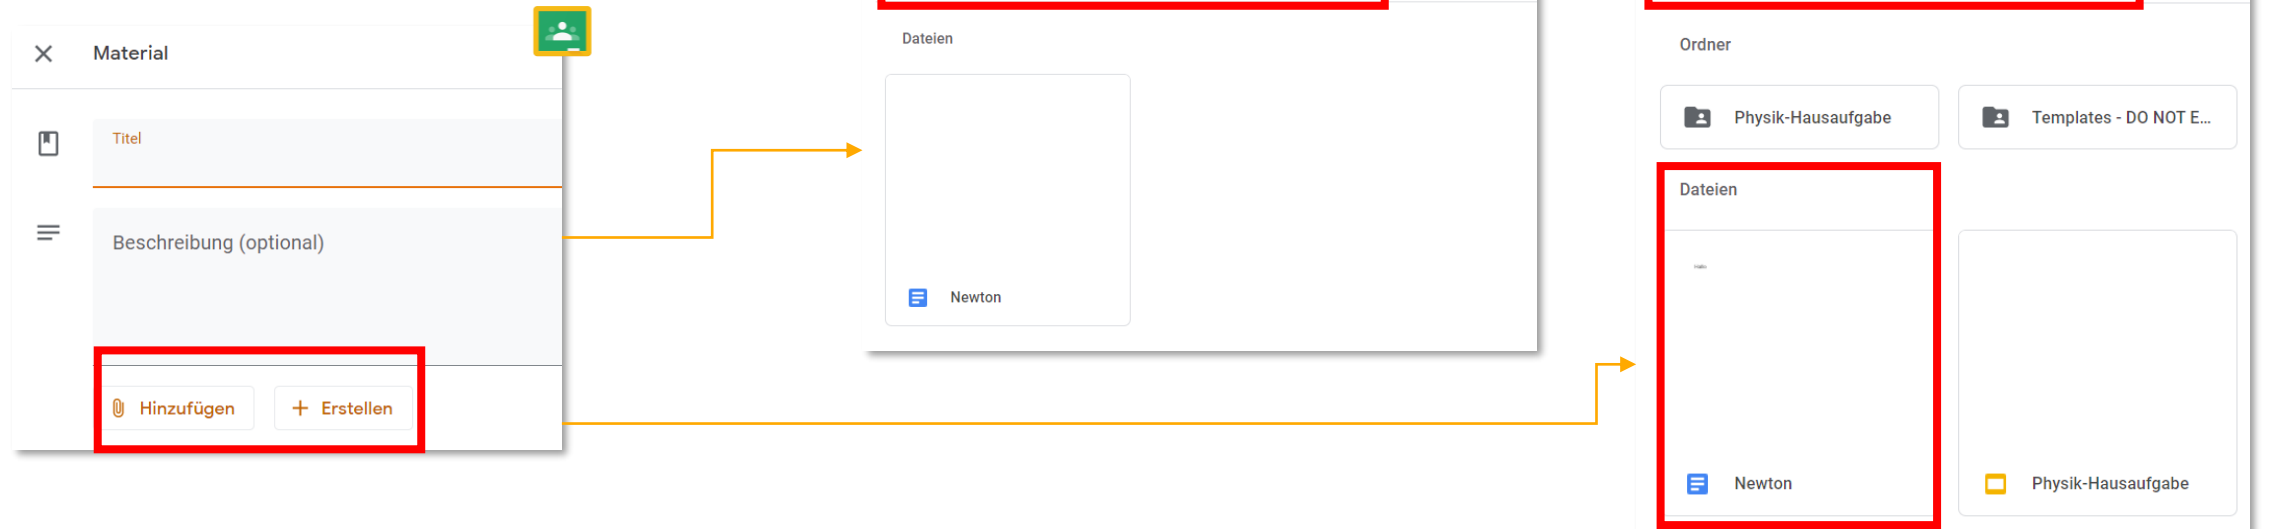 Material
Titel
Beschreibung (optional)
Hinzufügen
Erstellen
Dateien
Newton
Ordner
Physik-Hausaufgabe
Templates - DO NOT E...
Dateien
Newton
Physik-Hausaufgabe